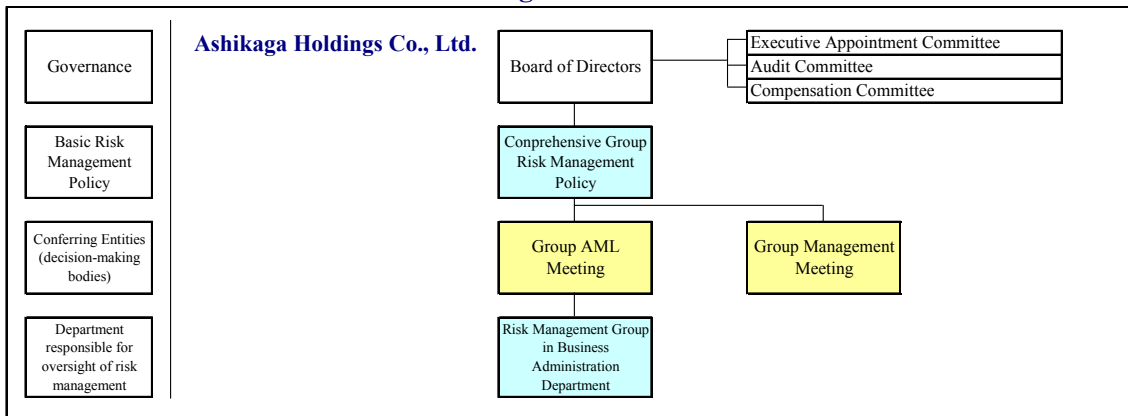 Governance
Ashikaga Holdings Co., Ltd.
Board of Directors
Executive Appointment Committee
Audit Committee
Compensation Committee
Basic Risk
Management
Policy
Conprehensive Group
Risk Management
Policy
Conferring Entities
(decision-making
bodies)
Group AML
Meeting
Group Management
Meeting
Department
responsible for
oversight of risk
management
Risk Management Group
in Business
Administration
Department